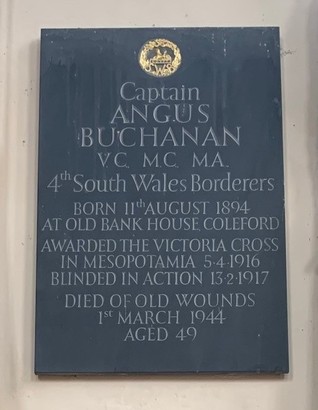 Captain
ANGUS
BUCHANAN
V.C. M.C. M.A.
4th South Wales Borderers
BORN 11th AUGUST 1894
AT OLD BANK HOUSE, COLEFORD
AWARDED THE VICTORIA CROSS
IN MESOPOTAMIA 5·4·1916
BLINDED IN ACTION 13·2·1917
DIED OF OLD WOUNDS
1st MARCH 1944
AGED 49